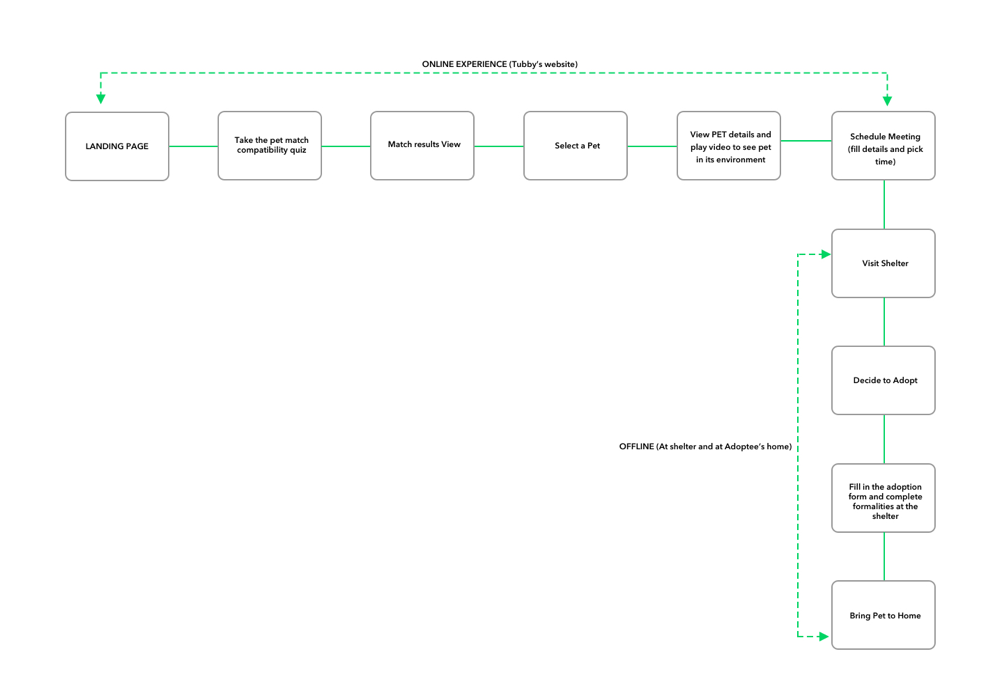 ONLINE EXPERIENCE (Tubby's website)
LANDING PAGE
Take the pet match
compatibility quiz
Match results View
Select a Pet
View PET details and
play video to see pet
in its environment
Schedule Meeting
(fill details and pick
time)
Visit Shelter
Decide to Adopt
OFFLINE (At shelter and at Adoptee's home)
Fill in the adoption
form and complete
formalities at the
shelter
Bring Pet to Home